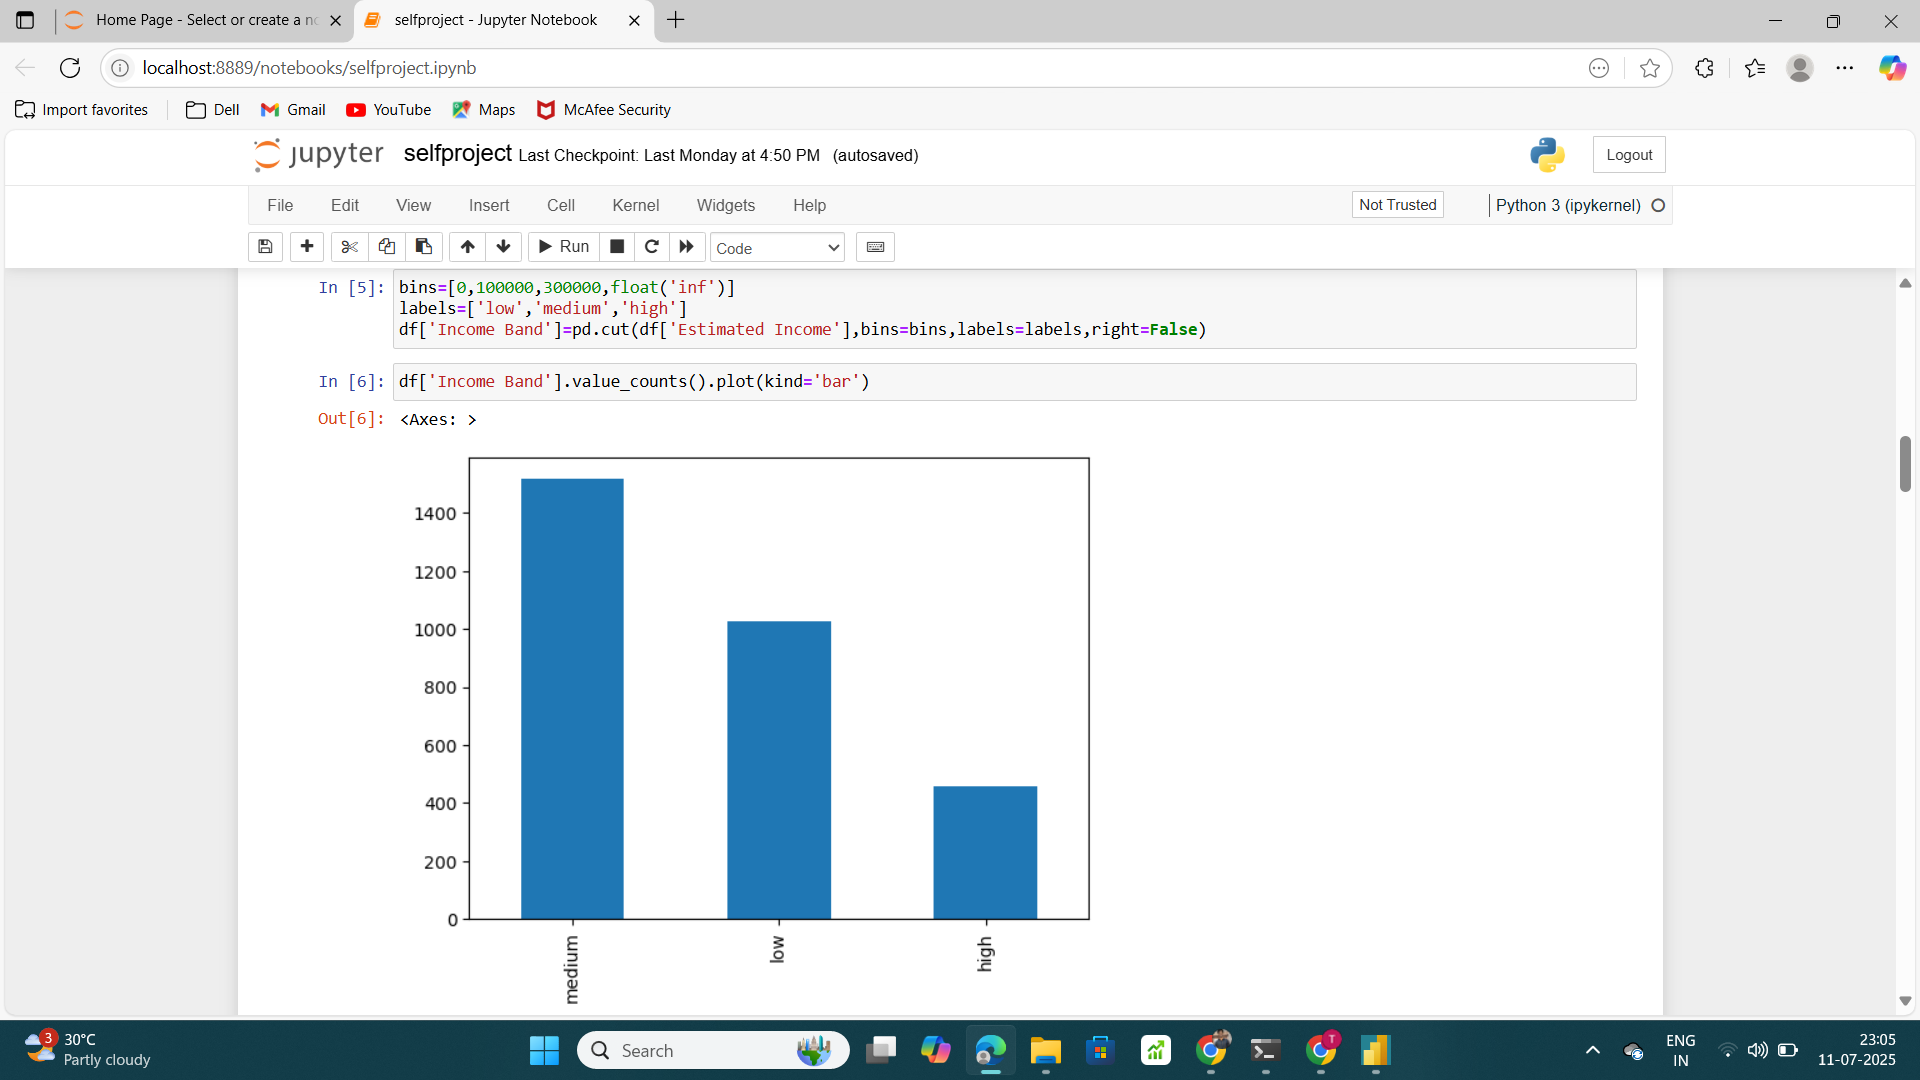 Home Page - Select or create a no
selfproject - Jupyter Notebook
localhost:8889/notebooks/selfproject.ipynb
Import favorites
Dell
Gmail
YouTube
Maps
McAfee Security
jupyter
selfproject Last Checkpoint: Last Monday at 4:50 PM (autosaved)
Logout
File Edit View Insert Cell Kernel Widgets Help
Not Trusted
Python 3 (ipykernel)
Run
Code
In [5]: bins=[0,100000,300000,float('inf')]
labels=['low','medium','high']
df['Income Band']=pd.cut(df['Estimated Income'],bins=bins,labels=labels,right=False)
In [6]: df['Income Band'].value_counts().plot(kind='bar')
Out[6]: <Axes: >
1400
1200
1000
800
600
400
200
0
medium
low
high
3
30°C
Partly cloudy
Search
T
ENG
IN
23:05
11-07-2025